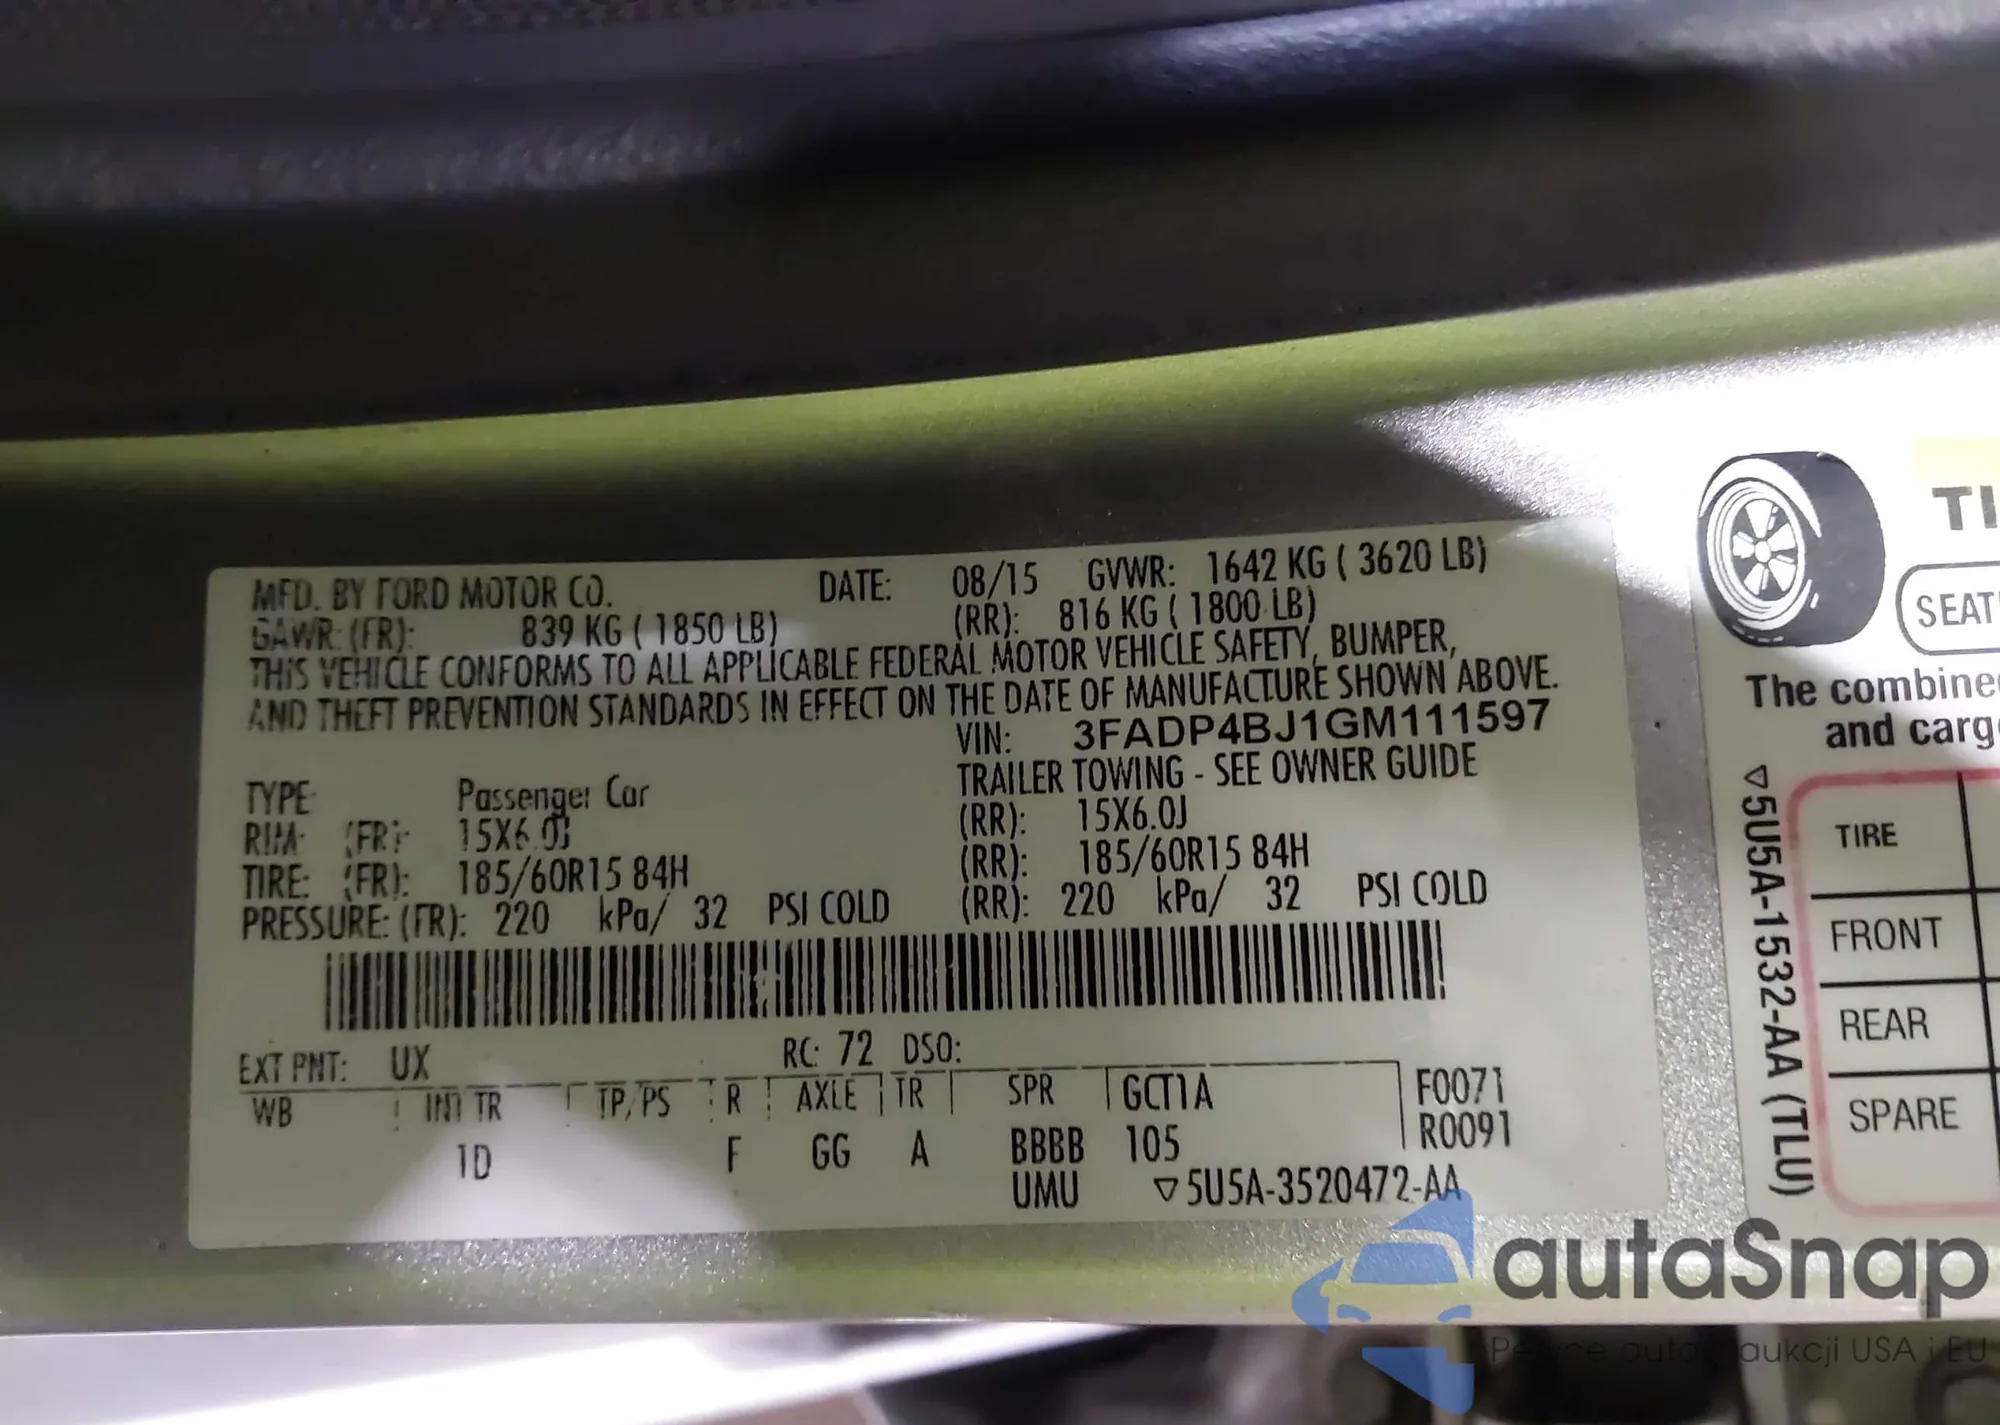 MFD. BY FORD MOTOR CO. DATE: 08/15 GVWR: 1642 KG ( 3620 LB)
GAWR: (FR): 839 KG ( 1850 LB) (RR): 816 KG ( 1800 LB)
THIS VEHICLE CONFORMS TO ALL APPLICABLE FEDERAL MOTOR VEHICLE SAFETY, BUMPER,
AND THEFT PREVENTION STANDARDS IN EFFECT ON THE DATE OF MANUFACTURE SHOWN ABOVE.
VIN: 3FADP4BJ1GM111597
TYPE: Passenger Car TRAILER TOWING - SEE OWNER GUIDE
RIM: (FR): 15X6.0J (RR): 15X6.0J
TIRE: (FR): 185/60R15 84H (RR): 185/60R15 84H
PRESSURE: (FR): 220 kPa/ 32 PSI COLD (RR): 220 kPa/ 32 PSI COLD
EXT PNT: UX RC: 72 DSO:
WB INT TR TP/PS R AXLE TR SPR GCT1A F0071
1D F GG A BBBB 105 R0091
UMU ▽5U5A-3520472-AA
TI
SEATI
The combine
and carg
▽5U5A-1532-AA (TLU)
TIRE
FRONT
REAR
SPARE
autaSnap
aukcji USA i EU